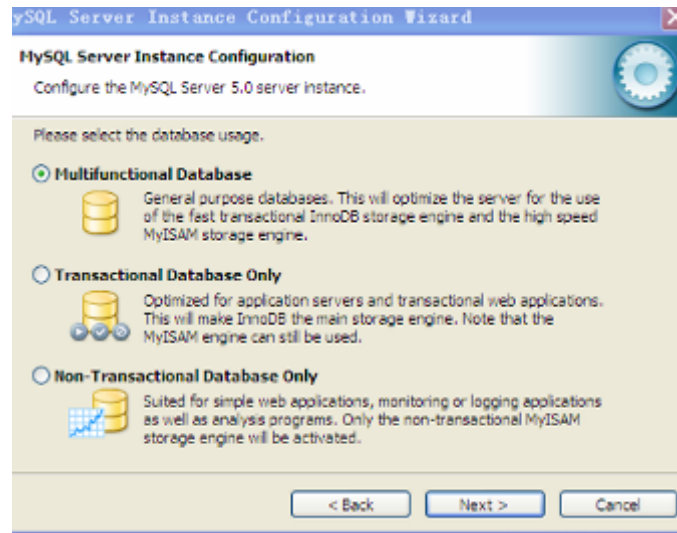 ySQL Server Instance Configuration Wizard
MySQL Server Instance Configuration
Configure the MySQL Server 5.0 server instance.
Please select the database usage.
Multifunctional Database
General purpose databases. This will optimize the server for the use
of the fast transactional InnoDB storage engine and the high speed
MyISAM storage engine.
Transactional Database Only
Optimized for application servers and transactional web applications.
This will make InnoDB the main storage engine. Note that the
MyISAM engine can still be used.
Non-Transactional Database Only
Suited for simple web applications, monitoring or logging applications
as well as analysis programs. Only the non-transactional MyISAM
storage engine will be activated.
< Back
Next >
Cancel